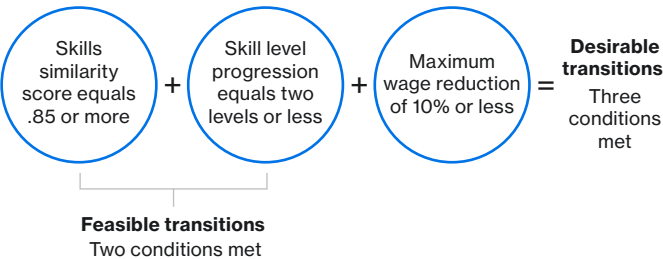 Skills
similarity
score equals
.85 or more
+
Skill level
progression
equals two
levels or less
+
Maximum
wage reduction
of 10% or less
=
Desirable
transitions
Three
conditions
met
Feasible transitions
Two conditions met